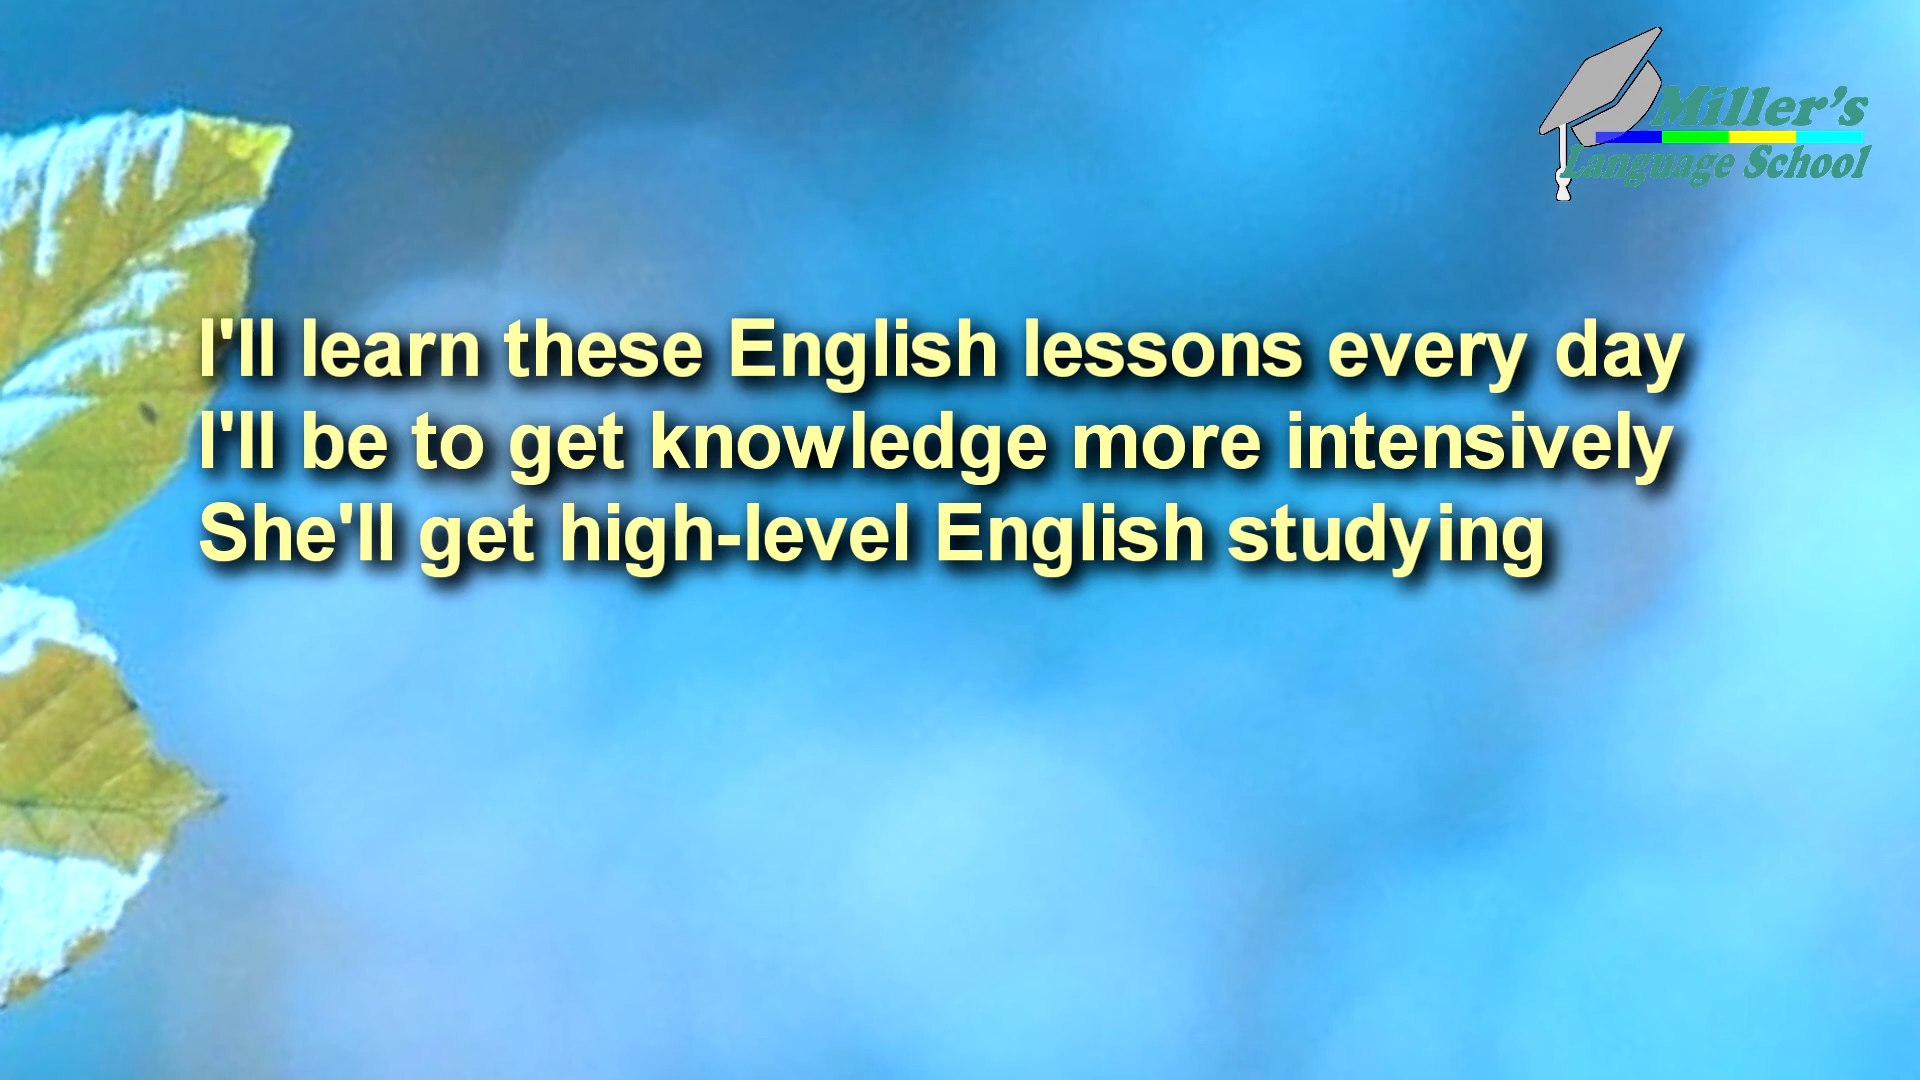 Miller's
Language School
I'll learn these English lessons every day
I'll be to get knowledge more intensively
She'll get high-level English studying